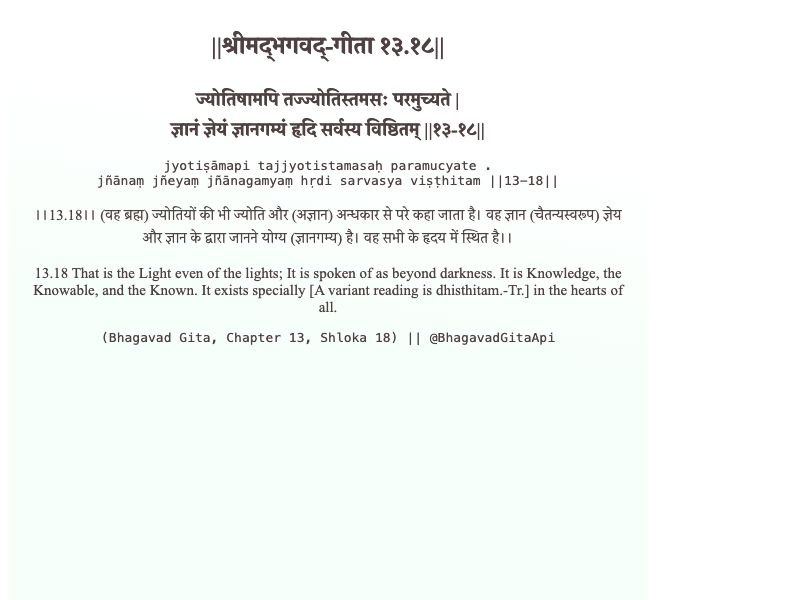 ||श्रीमद्‍भगवद्-गीता १३.१८||
ज्योतिषामपि तज्ज्योतिस्तमसः परमुच्यते |
ज्ञानं ज्ञेयं ज्ञानगम्यं हृदि सर्वस्य विष्ठितम् ||१३-१८||
jyotiṣāmapi tajjyotistamasaḥ paramucyate .
jñānaṃ jñeyaṃ jñānagamyaṃ hṛdi sarvasya viṣṭhitam ||13-18||
।।13.18।। (वह ब्रह्म) ज्योतियों की भी ज्योति और (अज्ञान) अन्धकार से परे कहा जाता है। वह ज्ञान (चैतन्यस्वरूप) ज्ञेय
और ज्ञान के द्वारा जानने योग्य (ज्ञानगम्य) है। वह सभी के हृदय में स्थित है।।
13.18 That is the Light even of the lights; It is spoken of as beyond darkness. It is Knowledge, the
Knowable, and the Known. It exists specially [A variant reading is dhisthitam.-Tr.] in the hearts of
all.
(Bhagavad Gita, Chapter 13, Shloka 18) || @BhagavadGitaApi